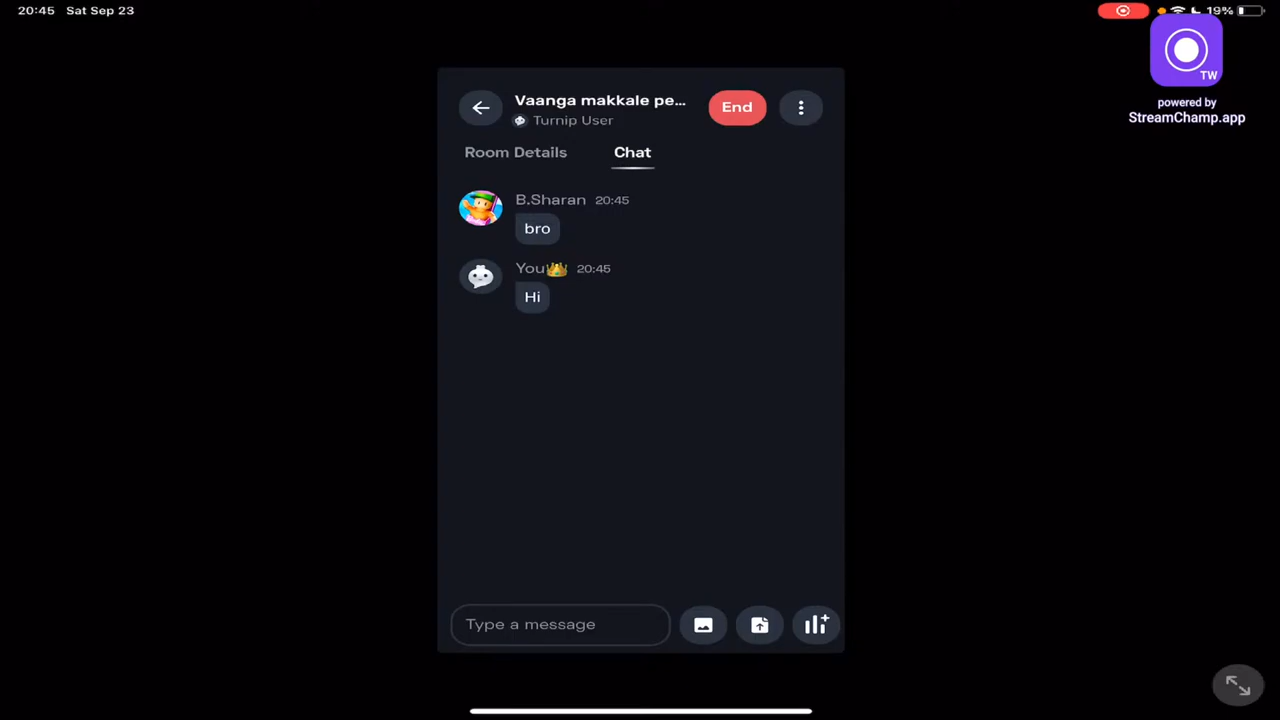 20:45 Sat Sep 23
19%
TW
powered by
StreamChamp.app
Vaanga makkale pe...
Turnip User
End
Room Details Chat
B.Sharan 20:45
bro
You👑 20:45
Hi
Type a message